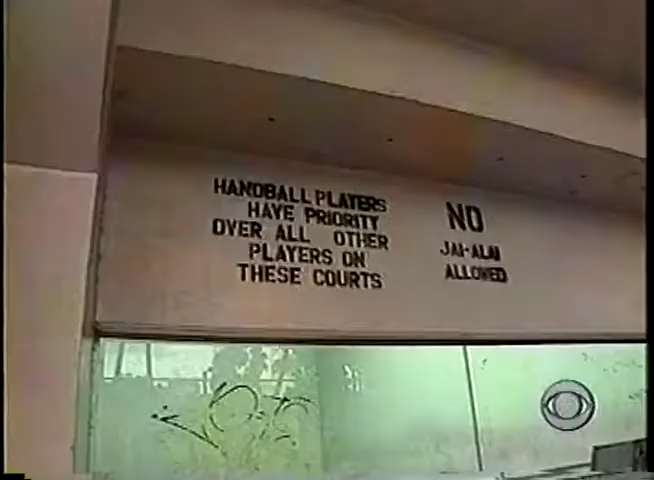 HANDBALL PLAYERS
HAVE PRIORITY
OVER ALL OTHER
PLAYERS ON
THESE COURTS
NO
JAI-ALAI
ALLOWED